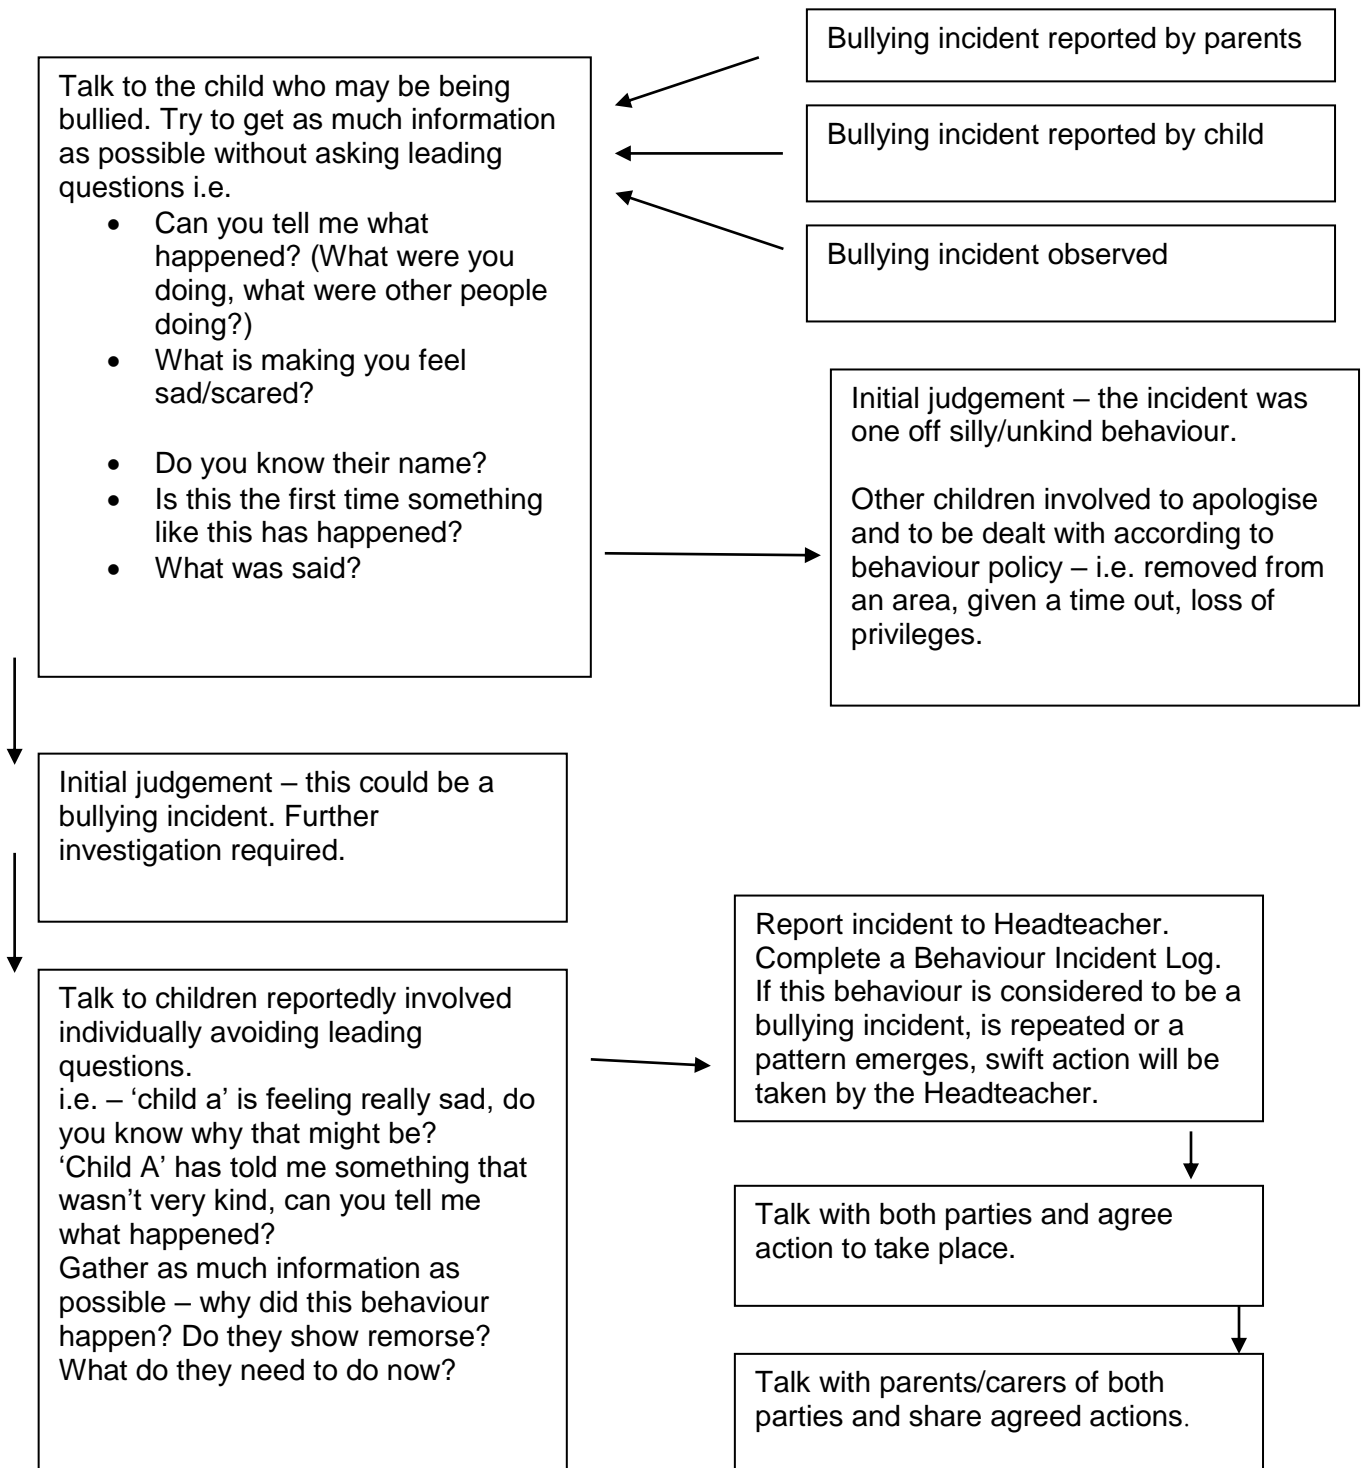 Bullying incident reported by parents
Bullying incident reported by child
Bullying incident observed
Talk to the child who may be being
bullied. Try to get as much information
as possible without asking leading
questions i.e.
• Can you tell me what
happened? (What were you
doing, what were other people
doing?)
• What is making you feel
sad/scared?
• Do you know their name?
• Is this the first time something
like this has happened?
• What was said?
Initial judgement – the incident was
one off silly/unkind behaviour.
Other children involved to apologise
and to be dealt with according to
behaviour policy – i.e. removed from
an area, given a time out, loss of
privileges.
Initial judgement – this could be a
bullying incident. Further
investigation required.
Talk to children reportedly involved
individually avoiding leading
questions.
i.e. – ‘child a’ is feeling really sad, do
you know why that might be?
‘Child A’ has told me something that
wasn’t very kind, can you tell me
what happened?
Gather as much information as
possible – why did this behaviour
happen? Do they show remorse?
What do they need to do now?
Report incident to Headteacher.
Complete a Behaviour Incident Log.
If this behaviour is considered to be a
bullying incident, is repeated or a
pattern emerges, swift action will be
taken by the Headteacher.
Talk with both parties and agree
action to take place.
Talk with parents/carers of both
parties and share agreed actions.